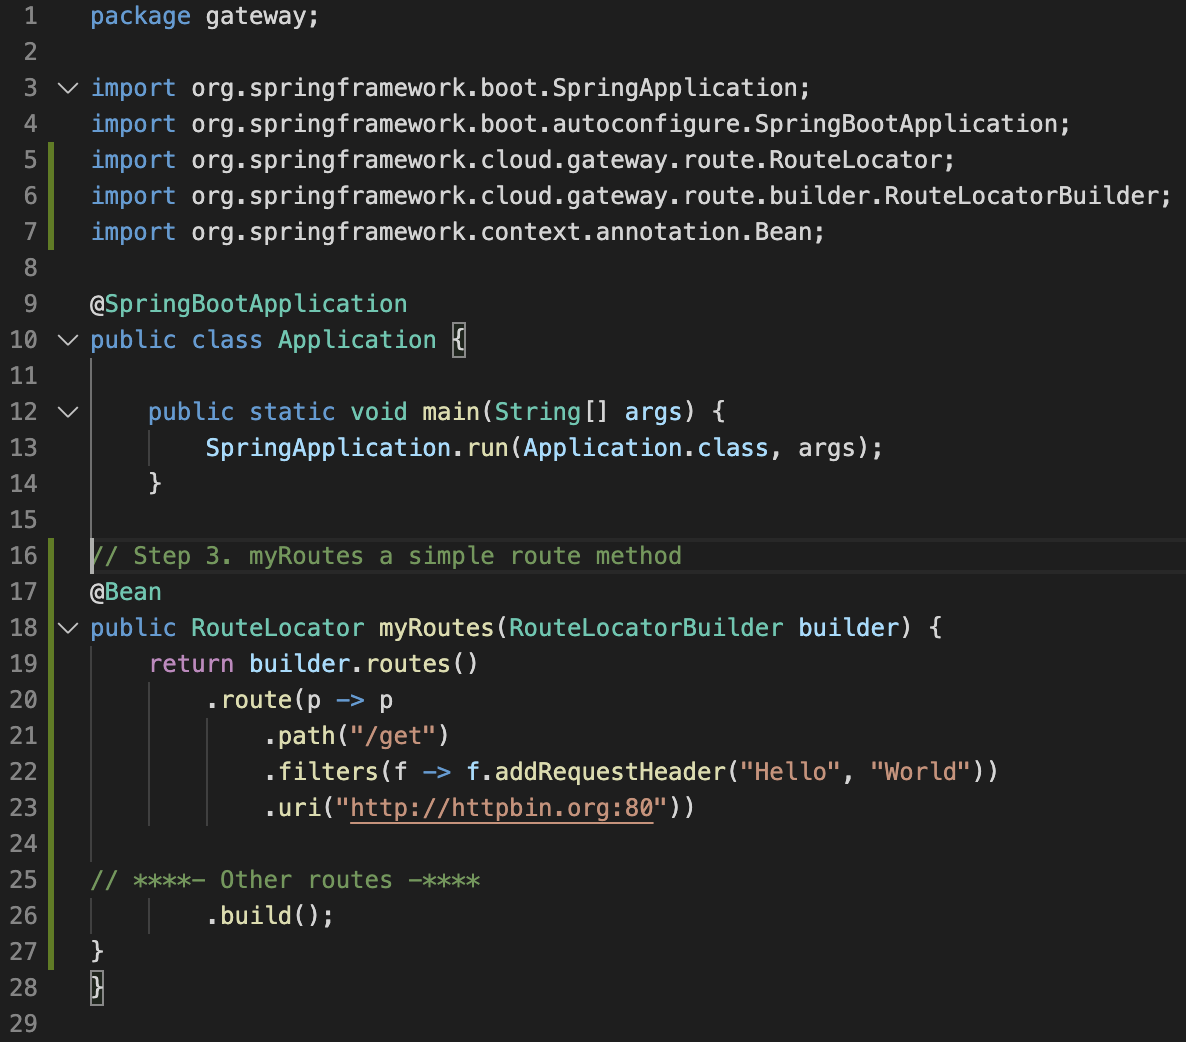 1 package gateway;
2
3 import org.springframework.boot.SpringApplication;
4 import org.springframework.boot.autoconfigure.SpringBootApplication;
5 import org.springframework.cloud.gateway.route.RouteLocator;
6 import org.springframework.cloud.gateway.route.builder.RouteLocatorBuilder;
7 import org.springframework.context.annotation.Bean;
8
9 @SpringBootApplication
10 public class Application {
11
12     public static void main(String[] args) {
13         SpringApplication.run(Application.class, args);
14     }
15
16 // Step 3. myRoutes a simple route method
17 @Bean
18 public RouteLocator myRoutes(RouteLocatorBuilder builder) {
19     return builder.routes()
20         .route(p -> p
21             .path("/get")
22             .filters(f -> f.addRequestHeader("Hello", "World"))
23             .uri("http://httpbin.org:80"))
24
25 // ****- Other routes -****
26         .build();
27 }
28 }
29